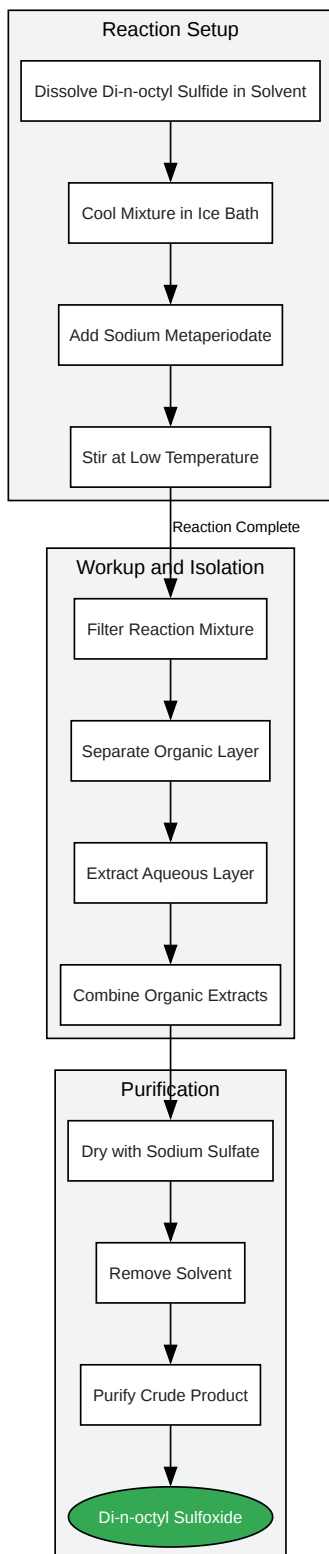 Reaction Setup
Dissolve Di-n-octyl Sulfide in Solvent
Cool Mixture in Ice Bath
Add Sodium Metaperiodate
Stir at Low Temperature
Reaction Complete
Workup and Isolation
Filter Reaction Mixture
Separate Organic Layer
Extract Aqueous Layer
Combine Organic Extracts
Purification
Dry with Sodium Sulfate
Remove Solvent
Purify Crude Product
Di-n-octyl Sulfoxide